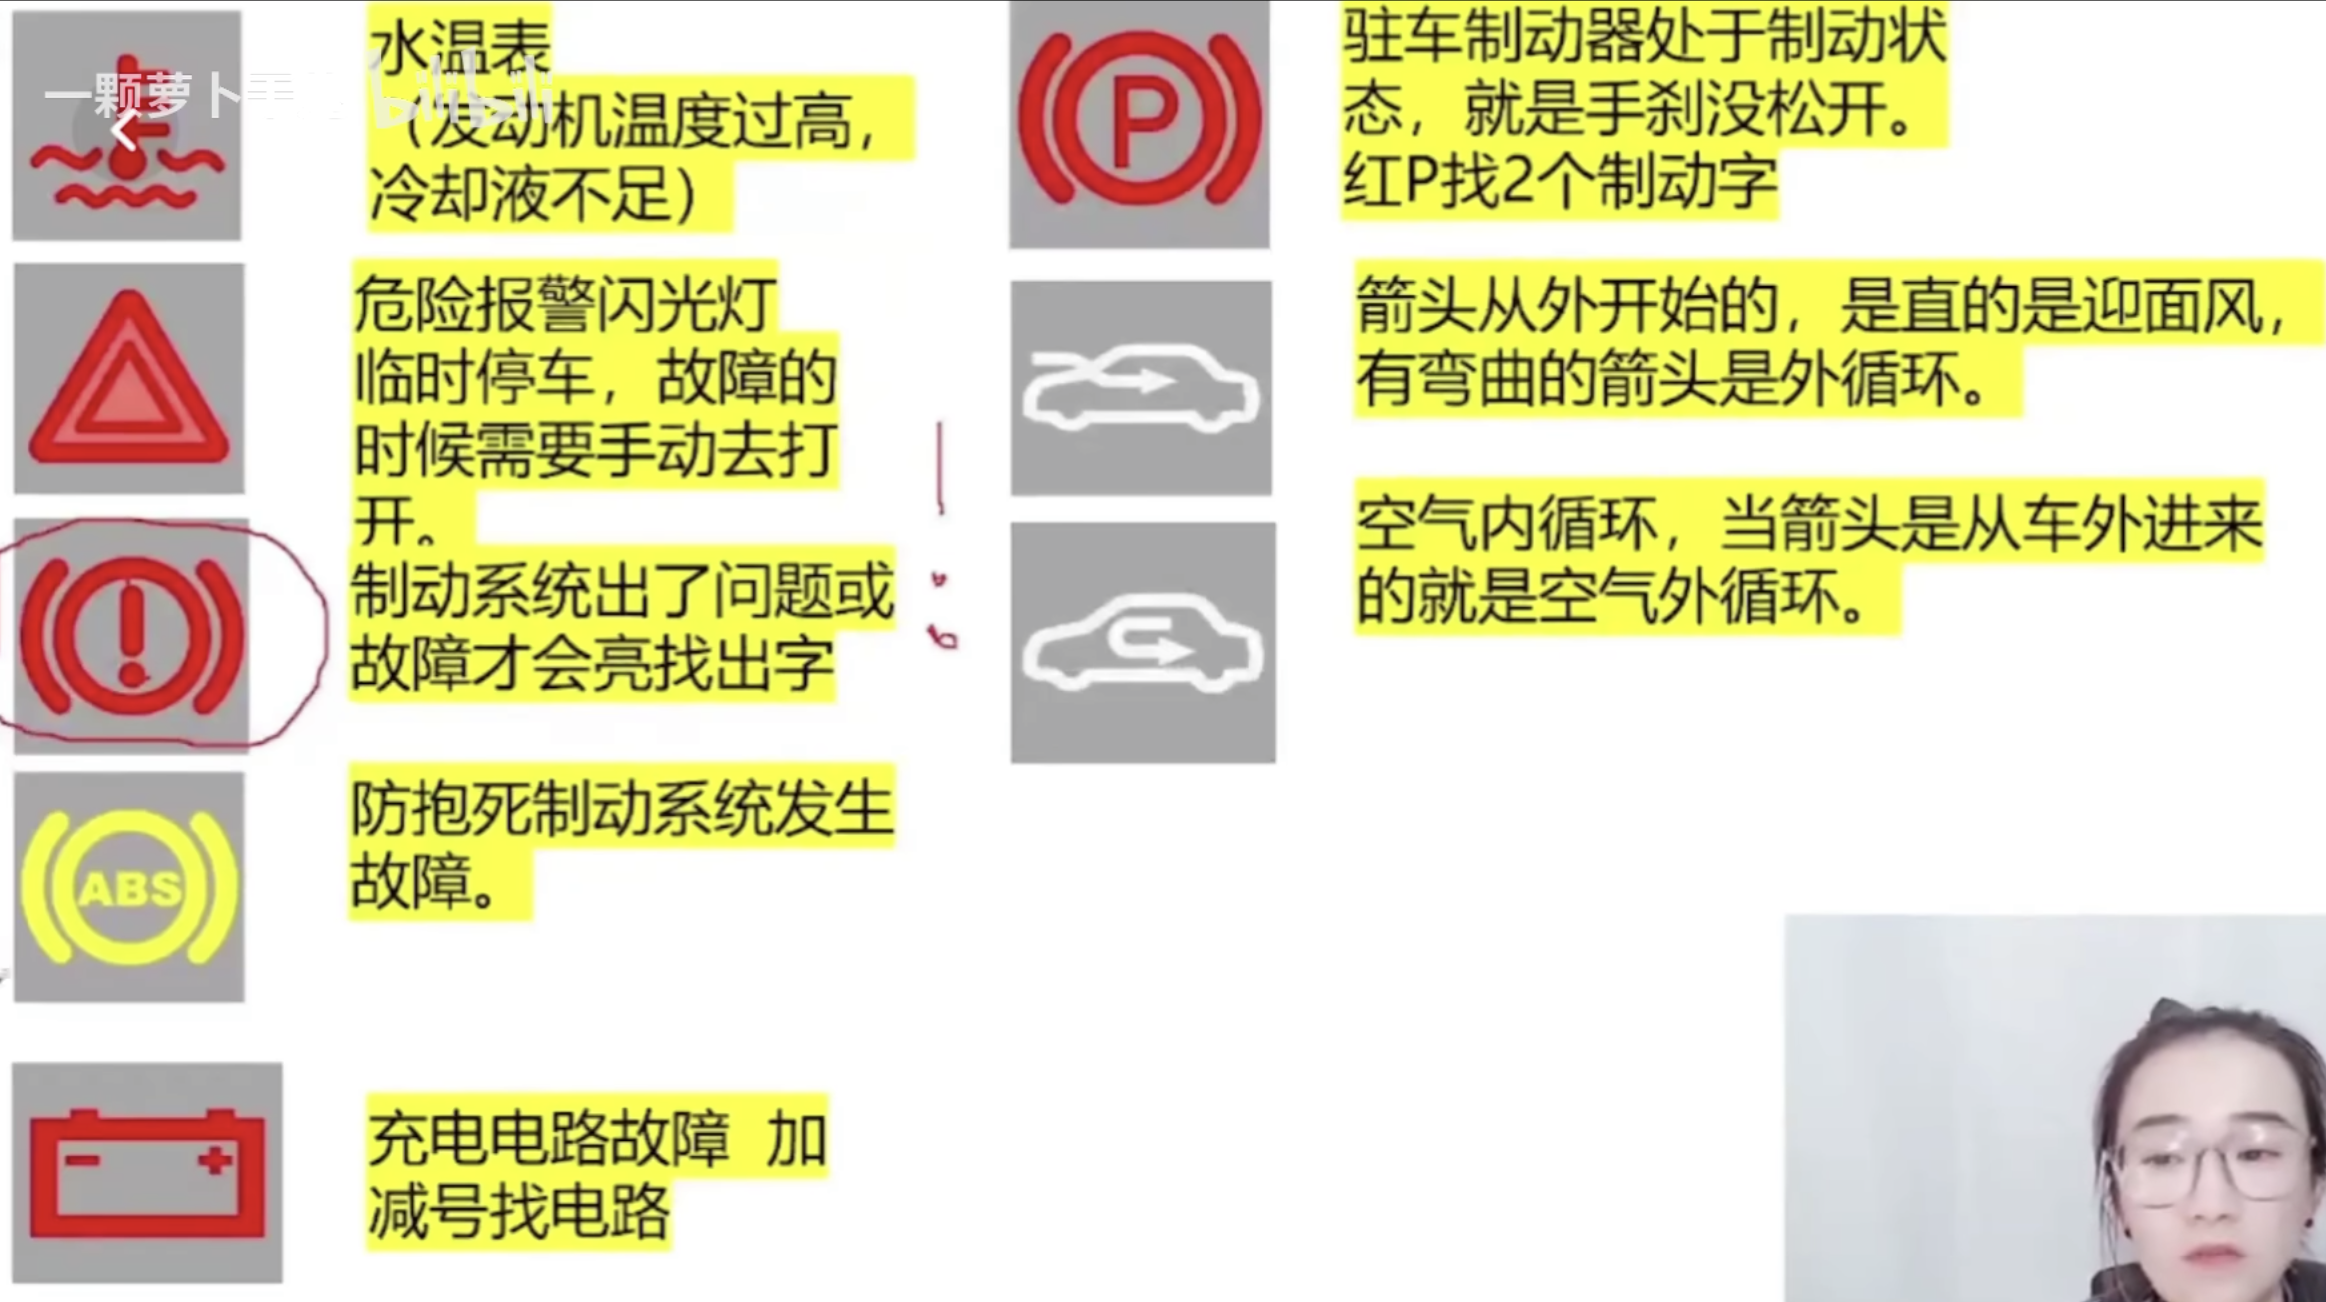 水温表
（发动机温度过高，
冷却液不足）
一颗萝卜
bilibili
危险报警闪光灯
临时停车，故障的
时候需要手动去打
开。
制动系统出了问题或
故障才会亮找出字
ABS
防抱死制动系统发生
故障。
- +
充电电路故障 加
减号找电路
P
驻车制动器处于制动状
态，就是手刹没松开。
红P找2个制动字
箭头从外开始的，是直的是迎面风，
有弯曲的箭头是外循环。
空气内循环，当箭头是从车外进来
的就是空气外循环。